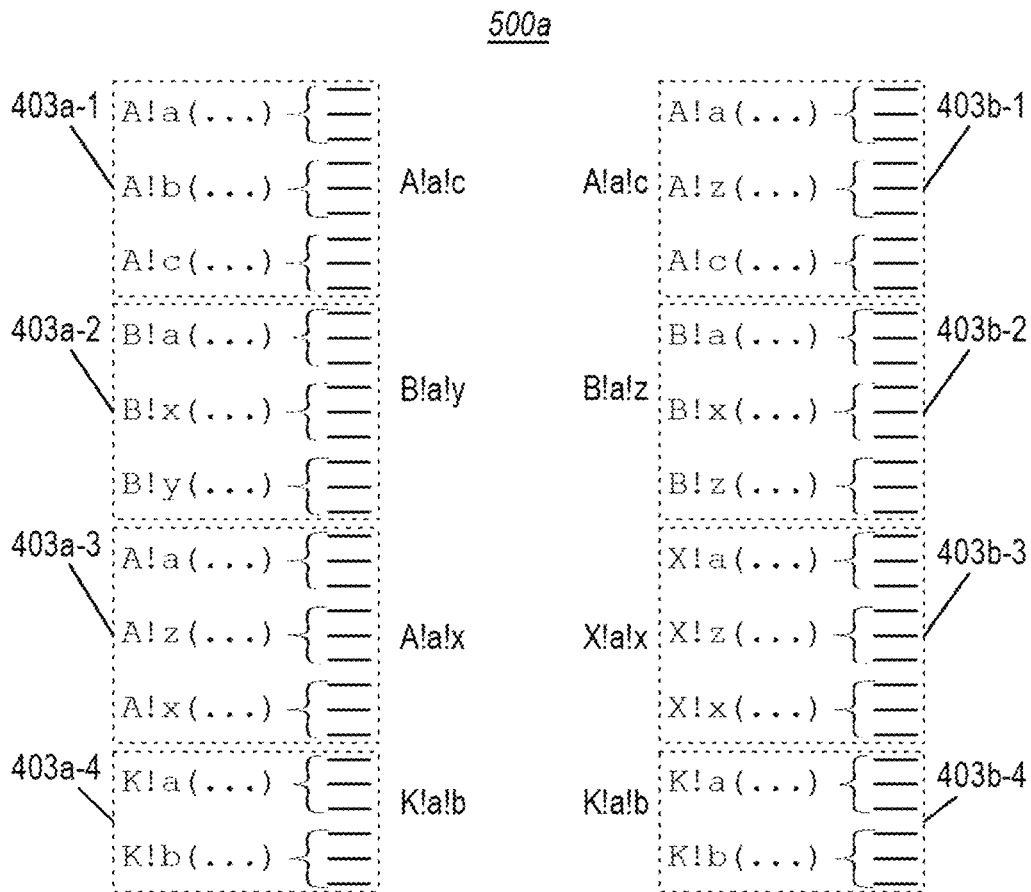 500a
403a-1 A!a(...) A!a(...) 403b-1
A!b(...) A!a!c A!a!c A!z(...)
A!c(...) A!c(...)
403a-2 B!a(...) B!a(...) 403b-2
B!x(...) B!a!y B!a!z B!x(...)
B!y(...) B!z(...)
403a-3 A!a(...) X!a(...) 403b-3
A!z(...) A!a!x X!a!x X!z(...)
A!x(...) X!x(...)
403a-4 K!a(...) K!a!b K!a!b K!a(...) 403b-4
K!b(...) K!b(...)